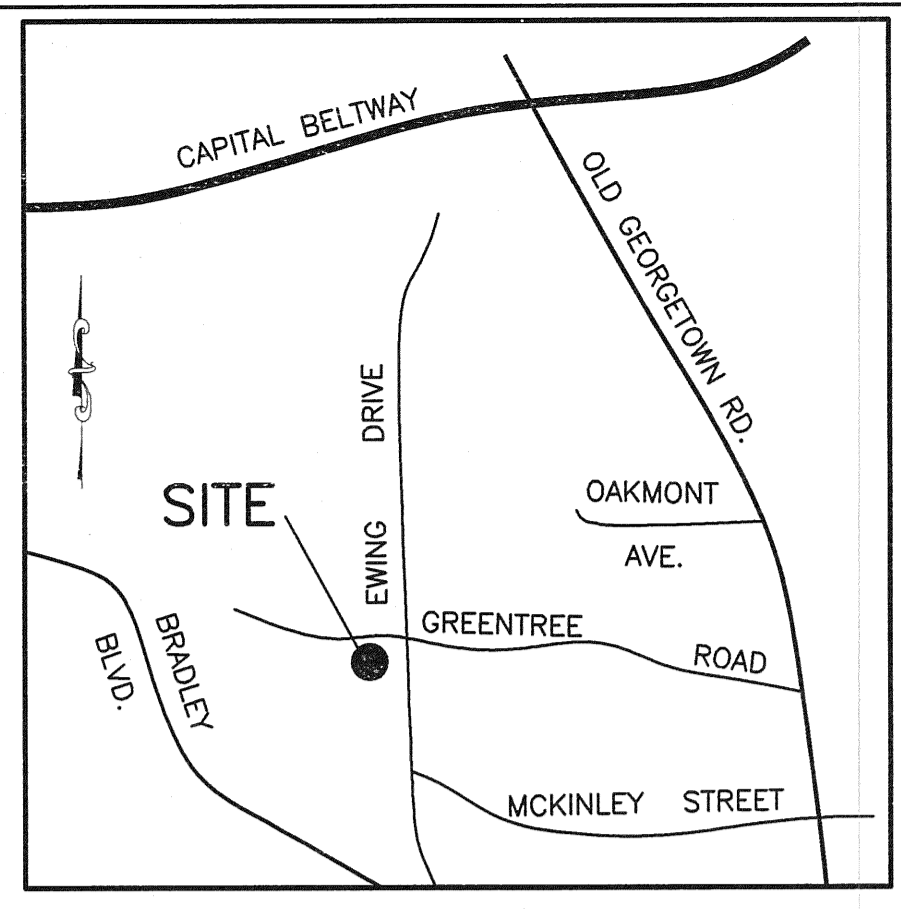 CAPITAL BELTWAY
OLD GEORGETOWN RD.
EWING DRIVE
SITE
OAKMONT
AVE.
GREENTREE ROAD
BRADLEY
BLVD.
MCKINLEY STREET